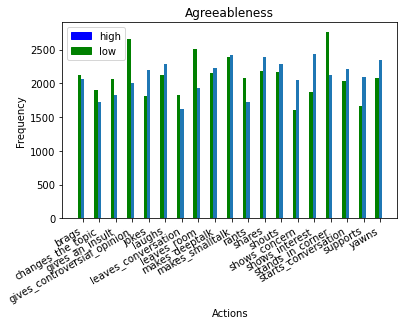 Agreeableness
high
low
Frequency
2500
2000
1500
1000
500
0
brags
changes_the_topic
gives_an_insult
gives_controversial_opinion
jokes
laughs
leaves_conversation
leaves_room
makes_deeptalk
makes_smalltalk
rants
shares
shouts
shows_concern
shows_interest
stands_in_corner
starts_conversation
supports
yawns
Actions